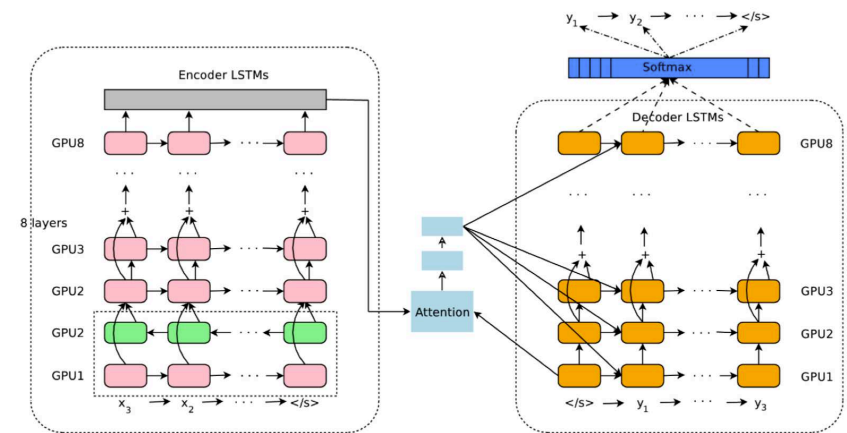 y1 y2 . . . </s>
Softmax
Encoder LSTMs
Decoder LSTMs
GPU8 . . .
. . . GPU8
. . . . . . . . .
. . . . . . . . .
+ + +
8 layers
GPU3 . . .
+ + +
GPU2 . . .
. . . GPU3
Attention
GPU2 . . .
. . . GPU2
GPU1 . . .
. . . GPU1
x3 x2 . . . </s>
</s> y1 . . . y3